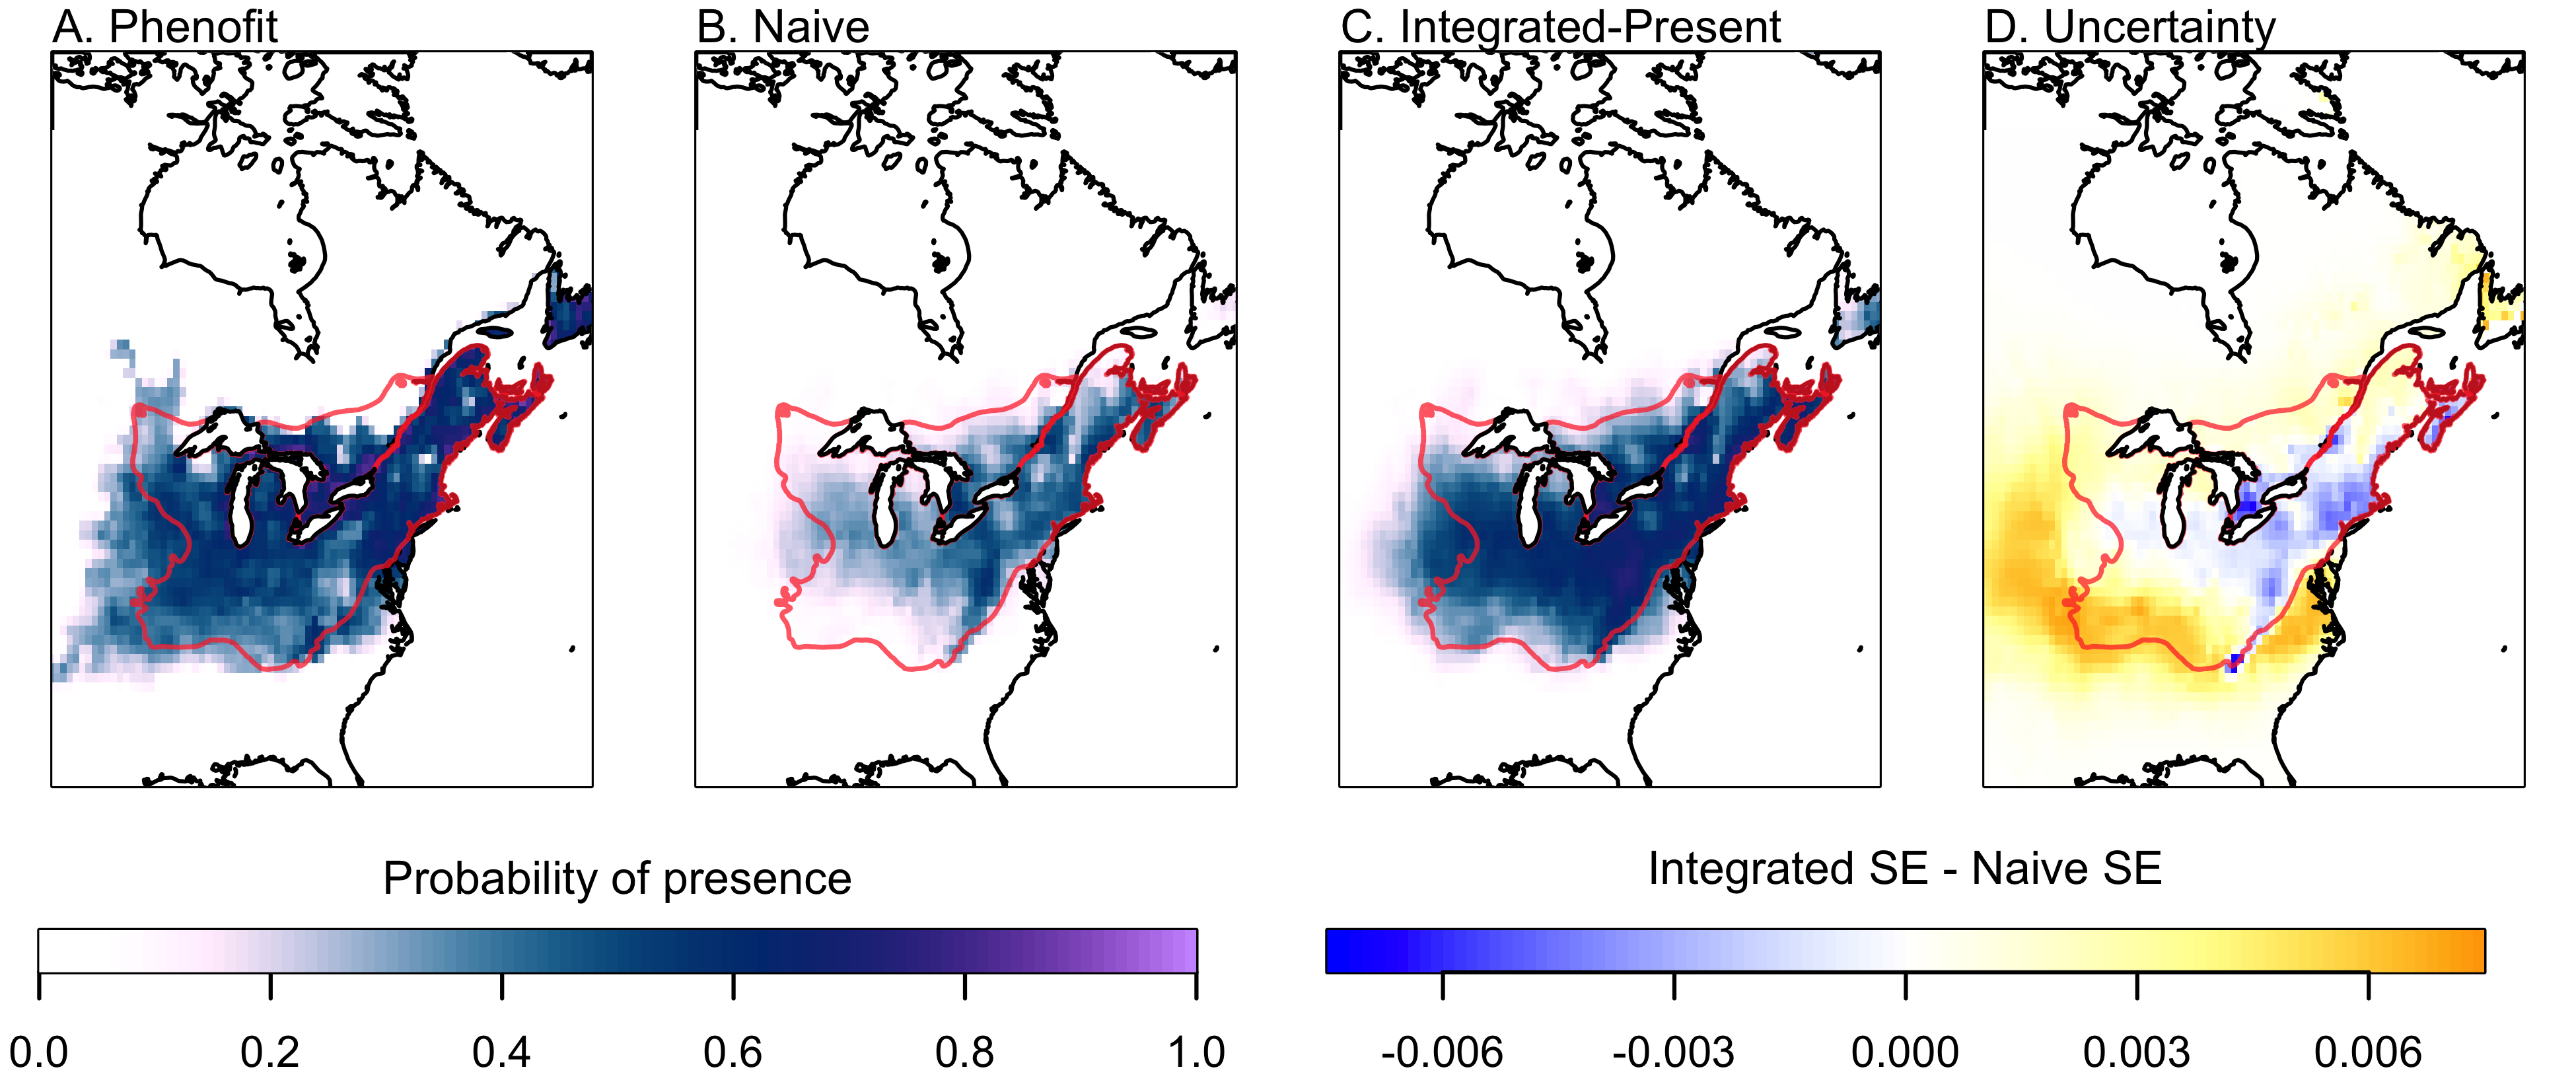 A. Phenofit
B. Naive
C. Integrated-Present
D. Uncertainty
Probability of presence
0.0 0.2 0.4 0.6 0.8 1.0
Integrated SE - Naive SE
-0.006 -0.003 0.000 0.003 0.006